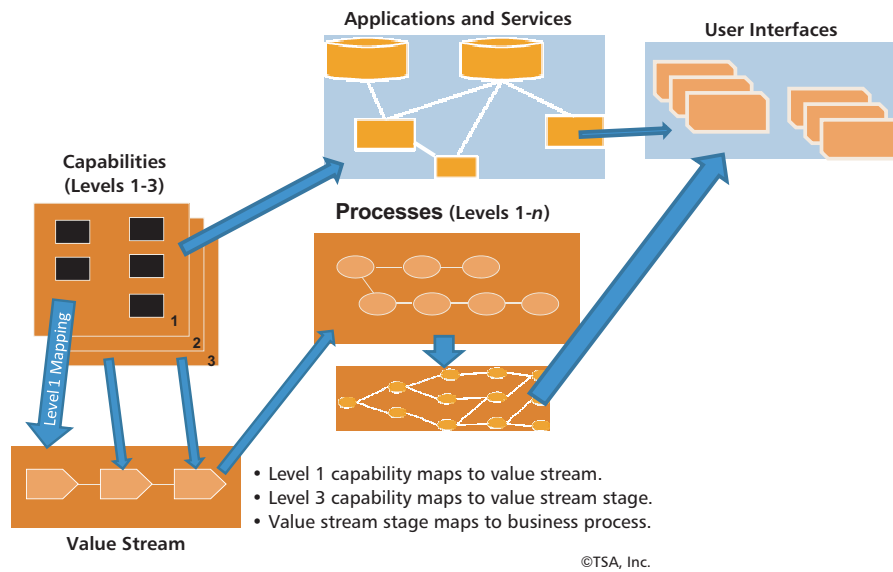 Applications and Services
User Interfaces
Capabilities
(Levels 1-3)
Processes (Levels 1-n)
1
2
3
Level 1 Mapping
• Level 1 capability maps to value stream.
• Level 3 capability maps to value stream stage.
• Value stream stage maps to business process.
Value Stream
©TSA, Inc.